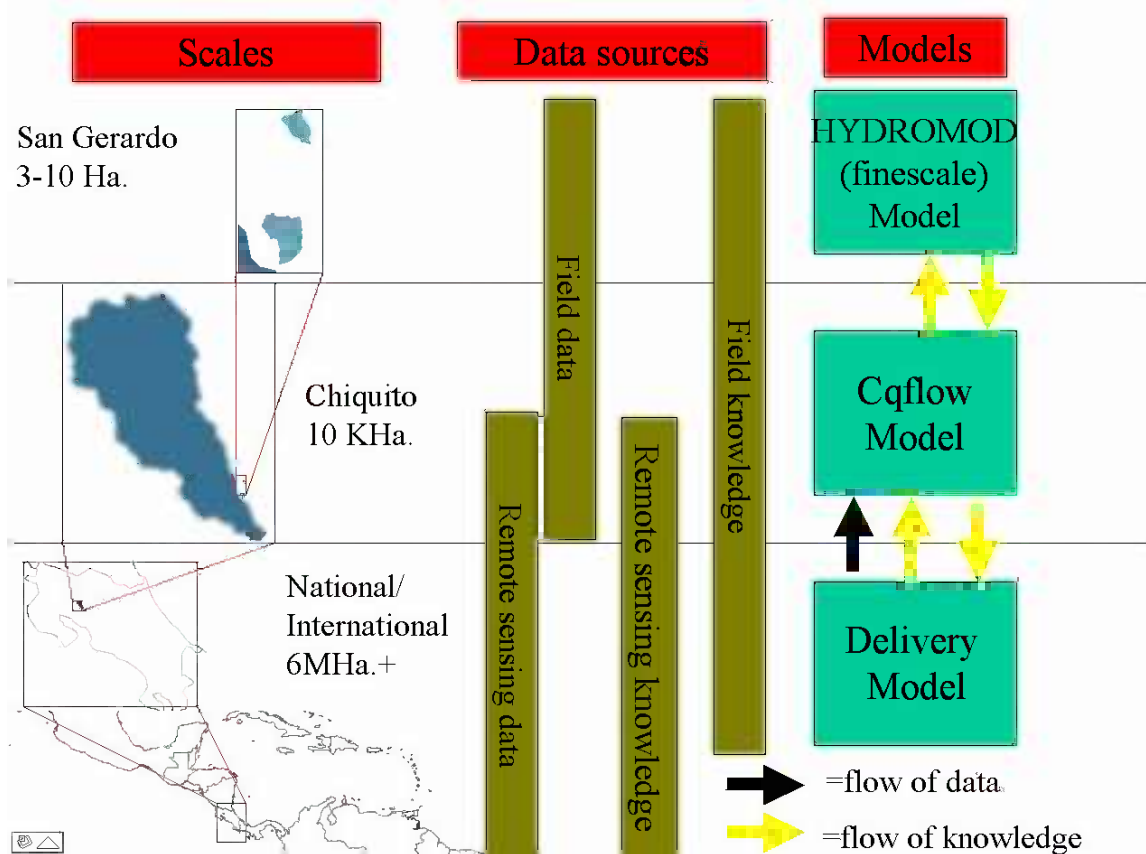 Scales
Data sources
Models
San Gerardo
3-10 Ha.
HYDROMOD
(finescale)
Model
Field data
Field knowledge
Chiquito
10 KHa.
Cqflow
Model
Remote sensing data
Remote sensing knowledge
National/
International
6MHa.+
Delivery
Model
=flow of data
=flow of knowledge